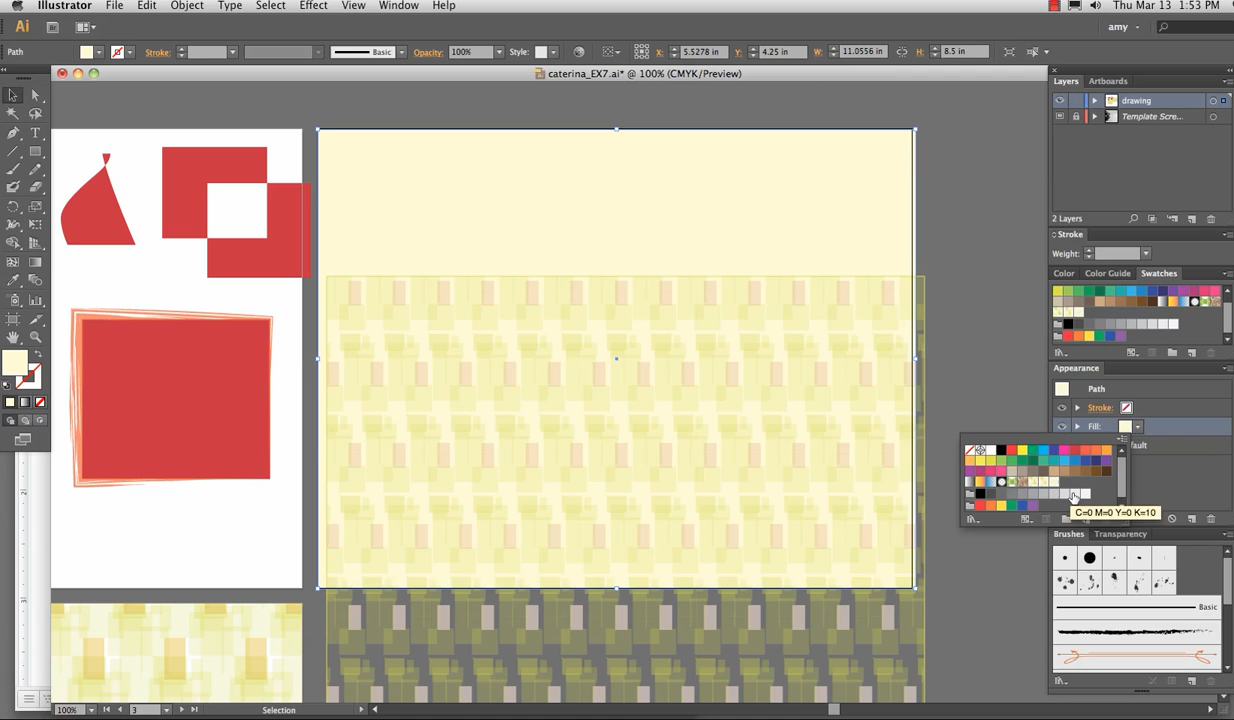 Illustrator File Edit Object Type Select Effect View Window Help Thu Mar 13 1:53 PM
Ai amy
Path Stroke: Basic Opacity: 100% Style: X: 5.5278 in Y: 4.25 in W: 11.0556 in H: 8.5 in
caterina_EX7.ai* @ 100% (CMYK/Preview)
Layers Artboards
drawing
Template Scre...
2 Layers
Stroke
Weight:
Color Color Guide Swatches
Appearance
Path
Stroke:
Fill:
fault
C=0 M=0 Y=0 K=10
Brushes Transparency
Basic
100% 3 Selection